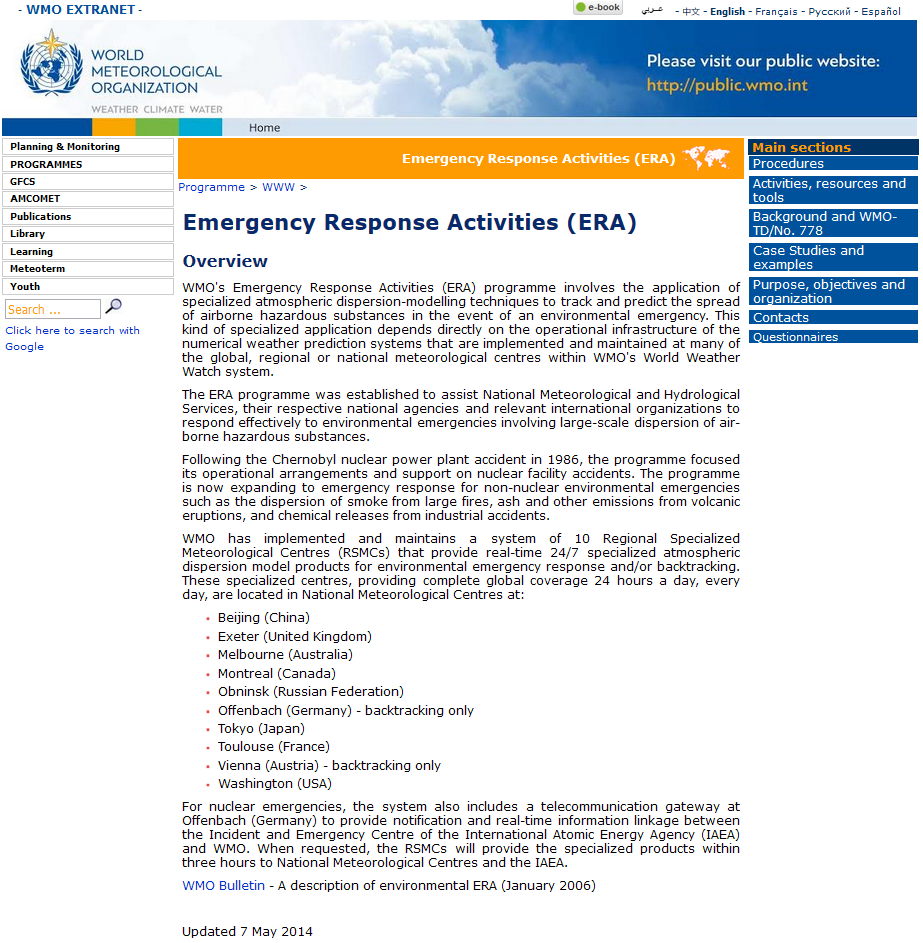 - WMO EXTRANET -
e-book
عــربي
- 中文 - English - Français - Русский - Español
WORLD
METEOROLOGICAL
ORGANIZATION
WEATHER CLIMATE WATER
Please visit our public website:
http://public.wmo.int
Home
Planning & Monitoring
PROGRAMMES
GFCS
AMCOMET
Publications
Library
Learning
Meteoterm
Youth
Search ...
Click here to search with
Google
Emergency Response Activities (ERA)
Programme > WWW >
Emergency Response Activities (ERA)
Overview
WMO's Emergency Response Activities (ERA) programme involves the application of
specialized atmospheric dispersion-modelling techniques to track and predict the spread
of airborne hazardous substances in the event of an environmental emergency. This
kind of specialized application depends directly on the operational infrastructure of the
numerical weather prediction systems that are implemented and maintained at many of
the global, regional or national meteorological centres within WMO's World Weather
Watch system.
The ERA programme was established to assist National Meteorological and Hydrological
Services, their respective national agencies and relevant international organizations to
respond effectively to environmental emergencies involving large-scale dispersion of air-
borne hazardous substances.
Following the Chernobyl nuclear power plant accident in 1986, the programme focused
its operational arrangements and support on nuclear facility accidents. The programme
is now expanding to emergency response for non-nuclear environmental emergencies
such as the dispersion of smoke from large fires, ash and other emissions from volcanic
eruptions, and chemical releases from industrial accidents.
WMO has implemented and maintains a system of 10 Regional Specialized
Meteorological Centres (RSMCs) that provide real-time 24/7 specialized atmospheric
dispersion model products for environmental emergency response and/or backtracking.
These specialized centres, providing complete global coverage 24 hours a day, every
day, are located in National Meteorological Centres at:
• Beijing (China)
• Exeter (United Kingdom)
• Melbourne (Australia)
• Montreal (Canada)
• Obninsk (Russian Federation)
• Offenbach (Germany) - backtracking only
• Tokyo (Japan)
• Toulouse (France)
• Vienna (Austria) - backtracking only
• Washington (USA)
For nuclear emergencies, the system also includes a telecommunication gateway at
Offenbach (Germany) to provide notification and real-time information linkage between
the Incident and Emergency Centre of the International Atomic Energy Agency (IAEA)
and WMO. When requested, the RSMCs will provide the specialized products within
three hours to National Meteorological Centres and the IAEA.
WMO Bulletin - A description of environmental ERA (January 2006)
Updated 7 May 2014
Main sections
Procedures
Activities, resources and
tools
Background and WMO-
TD/No. 778
Case Studies and
examples
Purpose, objectives and
organization
Contacts
Questionnaires